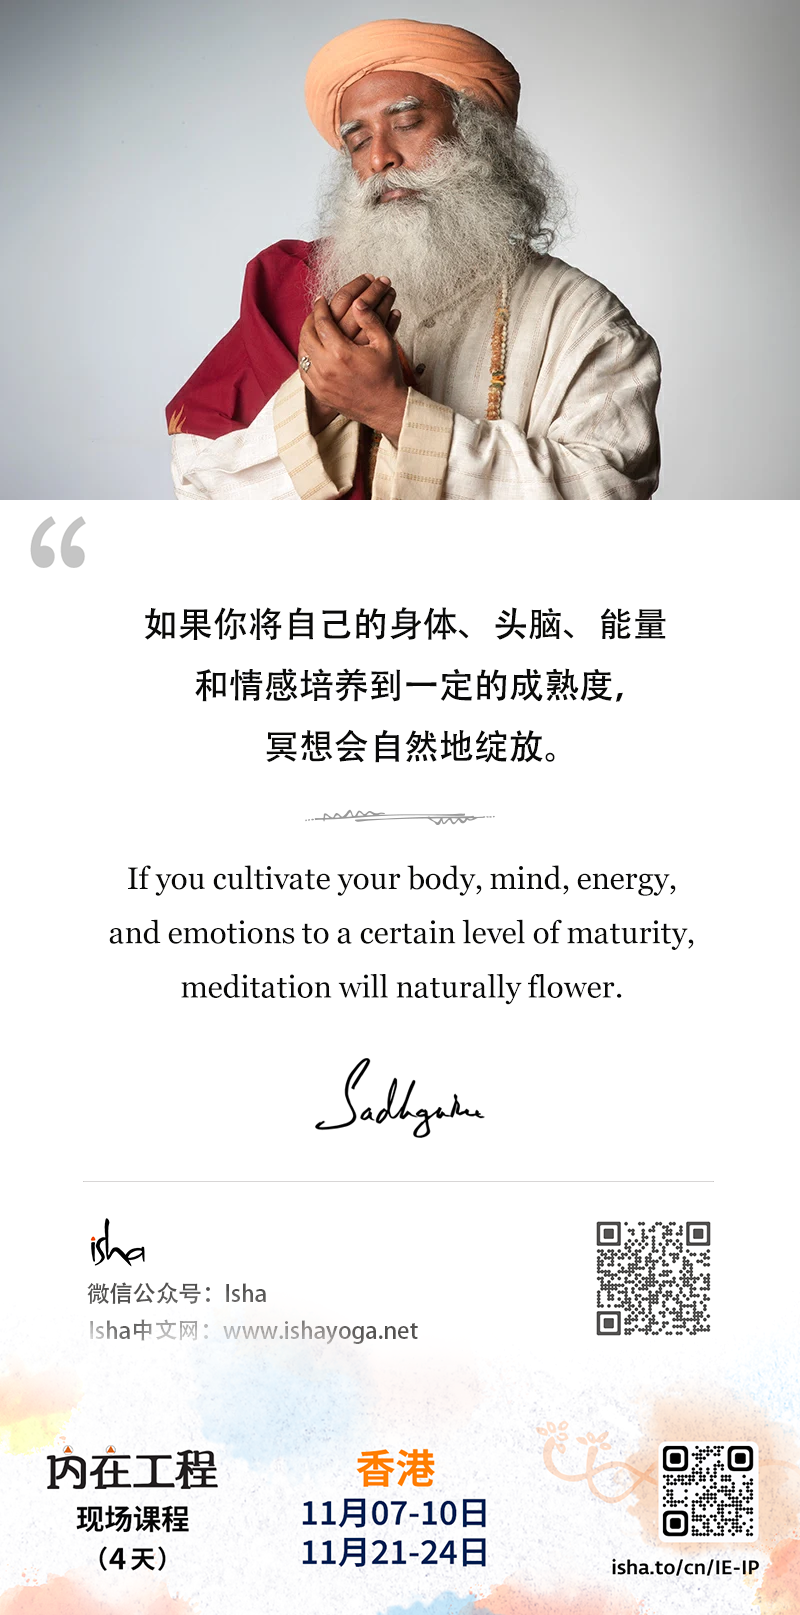 如果你将自己的身体、头脑、能量
和情感培养到一定的成熟度,
冥想会自然地绽放。
If you cultivate your body, mind, energy,
and emotions to a certain level of maturity,
meditation will naturally flower.
Sadhguru
isha
微信公众号：Isha
Isha中文网：www.ishayoga.net
内在工程
现场课程
（4天）
香港
11月07-10日
11月21-24日
isha.to/cn/IE-IP